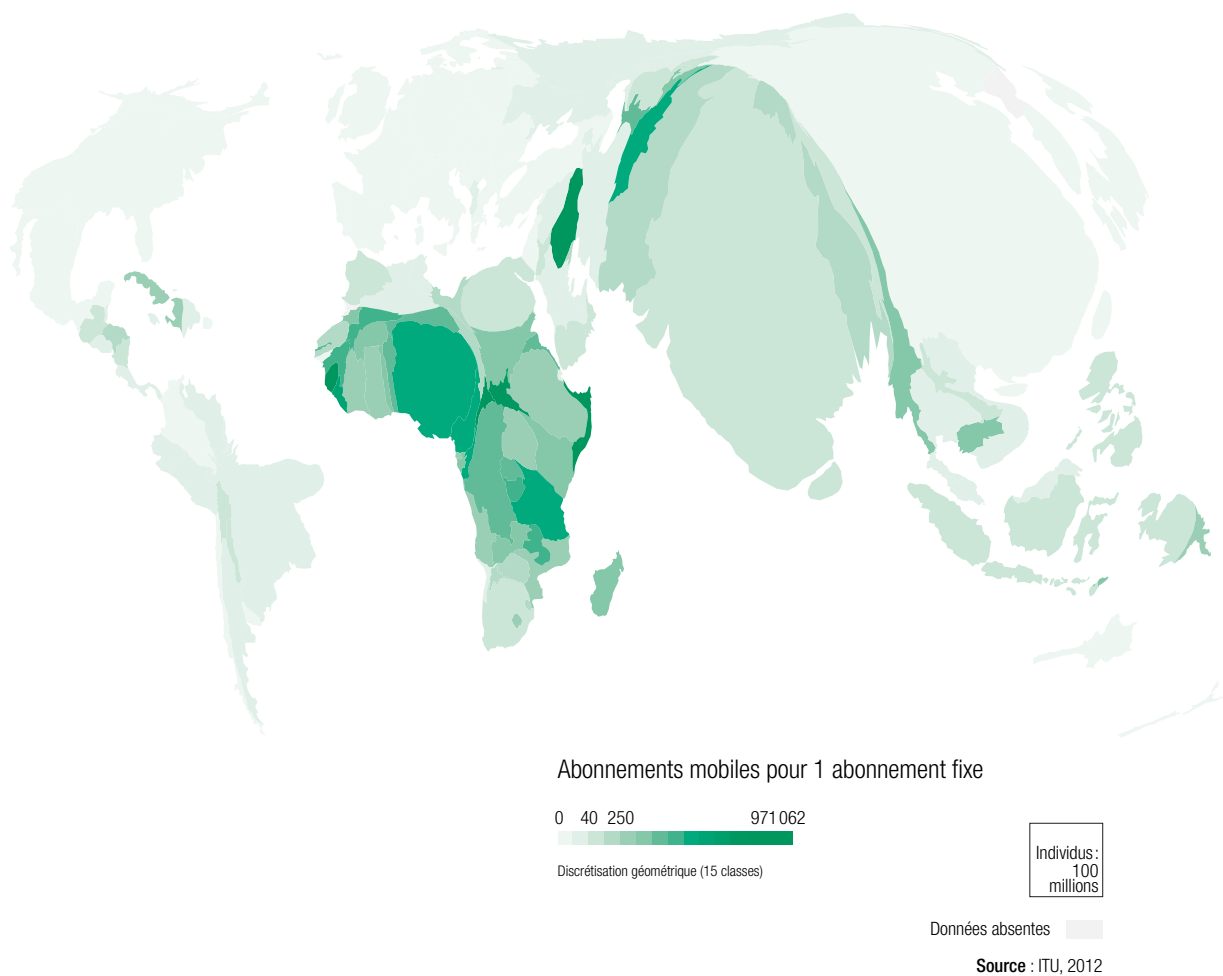 Abonnements mobiles pour 1 abonnement fixe
0 40 250 971 062
Discrétisation géométrique (15 classes)
Individus :
100
millions
Données absentes
Source : ITU, 2012